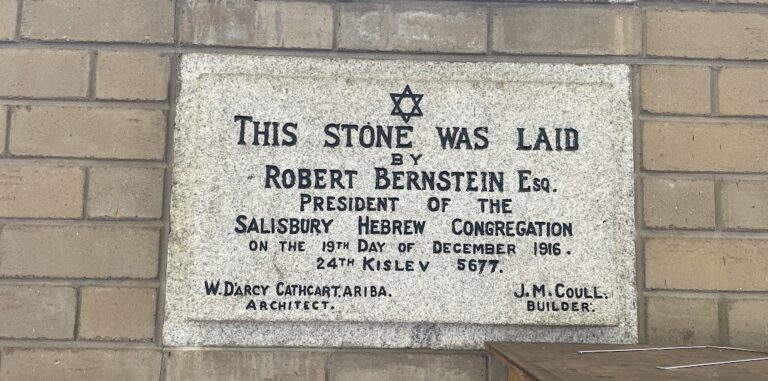 THIS STONE WAS LAID
BY
ROBERT BERNSTEIN ESQ.
PRESIDENT OF THE
SALISBURY HEBREW CONGREGATION
ON THE 19TH DAY OF DECEMBER 1916.
24TH KISLEV 5677.
W. D'ARCY CATHCART, ARIBA.
ARCHITECT.
J. M. COULL.
BUILDER.